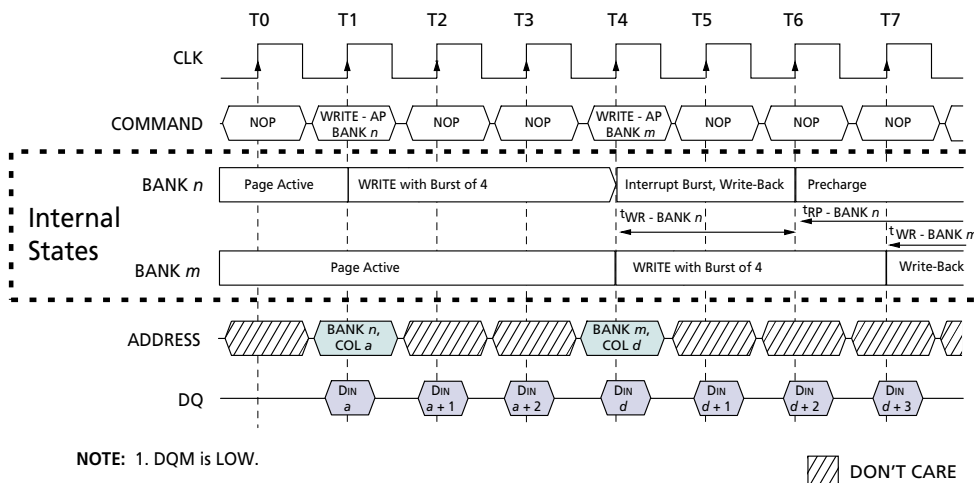 T0 T1 T2 T3 T4 T5 T6 T7
CLK
COMMAND NOP WRITE - AP BANK n NOP NOP WRITE - AP BANK m NOP NOP NOP
Internal States
BANK n Page Active WRITE with Burst of 4 Interrupt Burst, Write-Back Precharge
tWR - BANK n tRP - BANK n
tWR - BANK m
BANK m Page Active WRITE with Burst of 4 Write-Back
ADDRESS BANK n, COL a BANK m, COL d
DQ DIN a DIN a + 1 DIN a + 2 DIN d DIN d + 1 DIN d + 2 DIN d + 3
NOTE: 1. DQM is LOW.
DON'T CARE